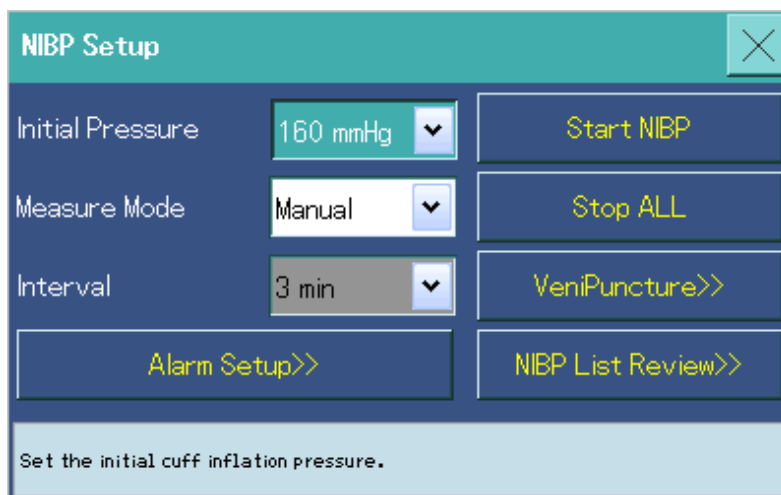 NIBP Setup
Initial Pressure 160 mmHg Start NIBP
Measure Mode Manual Stop ALL
Interval 3 min VeniPuncture>>
Alarm Setup>> NIBP List Review>>
Set the initial cuff inflation pressure.